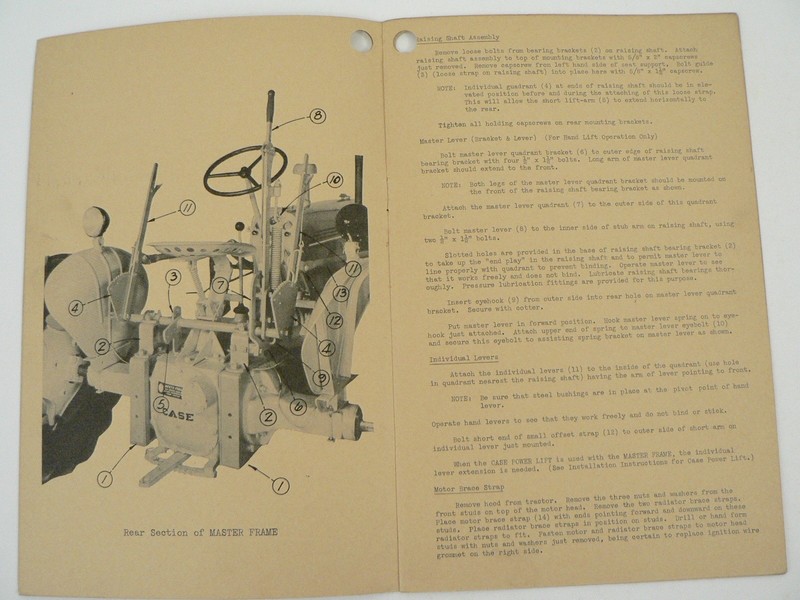 8
11
10
3
7
11
4
13
12
2
4
9
5
CASE
2
6
1
1
Rear Section of MASTER FRAME
Raising Shaft Assembly
Remove loose bolts from bearing brackets (2) on raising shaft. Attach
raising shaft assembly to top of mounting brackets with 5/8" x 2" capscrews
just removed. Remove capscrew from left hand side of seat support. Bolt guide
(3) (loose strap on raising shaft) into place here with 5/8" x 1½" capscrew.
NOTE: Individual quadrant (4) at ends of raising shaft should be in ele-
vated position before and during the attaching of this loose strap.
This will allow the short lift-arm (5) to extend horizontally to
the rear.
Tighten all holding capscrews on rear mounting brackets.
Master Lever (Bracket & Lever) (For Hand Lift Operation Only)
Bolt master lever quadrant bracket (6) to outer edge of raising shaft
bearing bracket with four ½" x 1½" bolts. Long arm of master lever quadrant
bracket should extend to the front.
NOTE: Both legs of the master lever quadrant bracket should be mounted on
the front of the raising shaft bearing bracket as shown.
Attach the master lever quadrant (7) to the outer side of this quadrant
bracket.
Bolt master lever (8) to the inner side of stub arm on raising shaft, using
two ½" x 1½" bolts.
Slotted holes are provided in the base of raising shaft bearing bracket (2)
to take up the "end play" in the raising shaft and to permit master lever to
line properly with quadrant to prevent binding. Operate master lever to see
that it works freely and does not bind. Lubricate raising shaft bearings thor-
oughly. Pressure lubrication fittings are provided for this purpose.
Insert eyebook (9) from outer side into rear hole on master lever quadrant
bracket. Secure with cotter.
Put master lever in forward position. Hook master lever spring on to eye-
hook just attached. Attach upper end of spring to master lever eyebolt (10)
and secure this eyebolt to assisting spring bracket on master lever as shown.
Individual Levers
Attach the individual levers (11) to the inside of the quadrant (use hole
in quadrant nearest the raising shaft) having the arm of lever pointing to front.
NOTE: Be sure that steel bushings are in place at the pivot point of hand
lever.
Operate hand levers to see that they work freely and do not bind or stick.
Bolt short end of small offset strap (12) to outer side of short arm on
individual lever just mounted.
When the CASE POWER LIFT is used with the MASTER FRAME, the individual
lever extension is needed. (See Installation Instructions for Case Power Lift.)
Motor Brace Strap
Remove hood from tractor. Remove the three nuts and washers from the
front studs on top of the motor head. Remove the two radiator brace straps.
Place motor brace strap (14) with ends pointing forward and downward on these
studs. Place radiator brace straps in position on studs. Drill or hand form
radiator straps to fit. Fasten motor and radiator brace straps to motor head
studs with nuts and washers just removed, being certain to replace ignition wire
grommet on the right side.